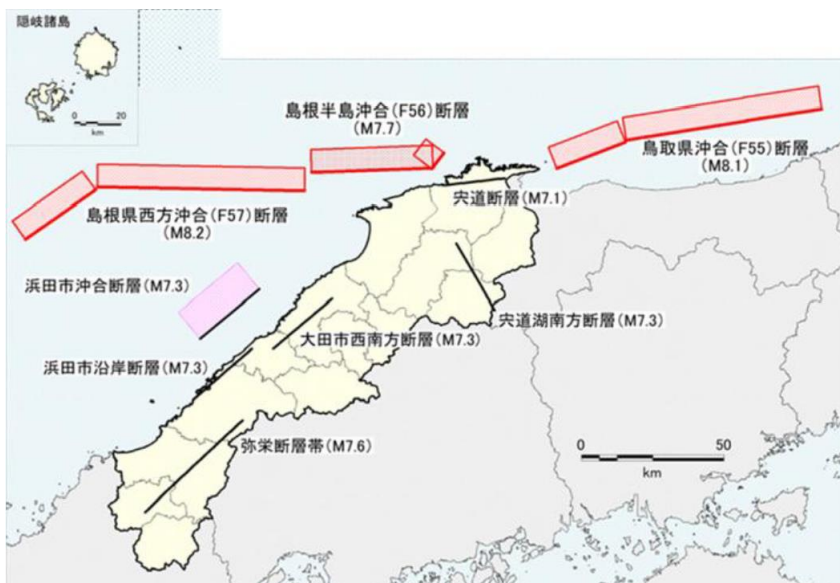 隠岐諸島
0 20
km
島根半島沖合(F56)断層
(M7.7)
鳥取県沖合(F55)断層
(M8.1)
宍道断層(M7.1)
島根県西方沖合(F57)断層
(M8.2)
浜田市沖合断層(M7.3)
宍道湖南方断層(M7.3)
大田市西南方断層(M7.3)
浜田市沿岸断層(M7.3)
弥栄断層帯(M7.6)
0 50
km